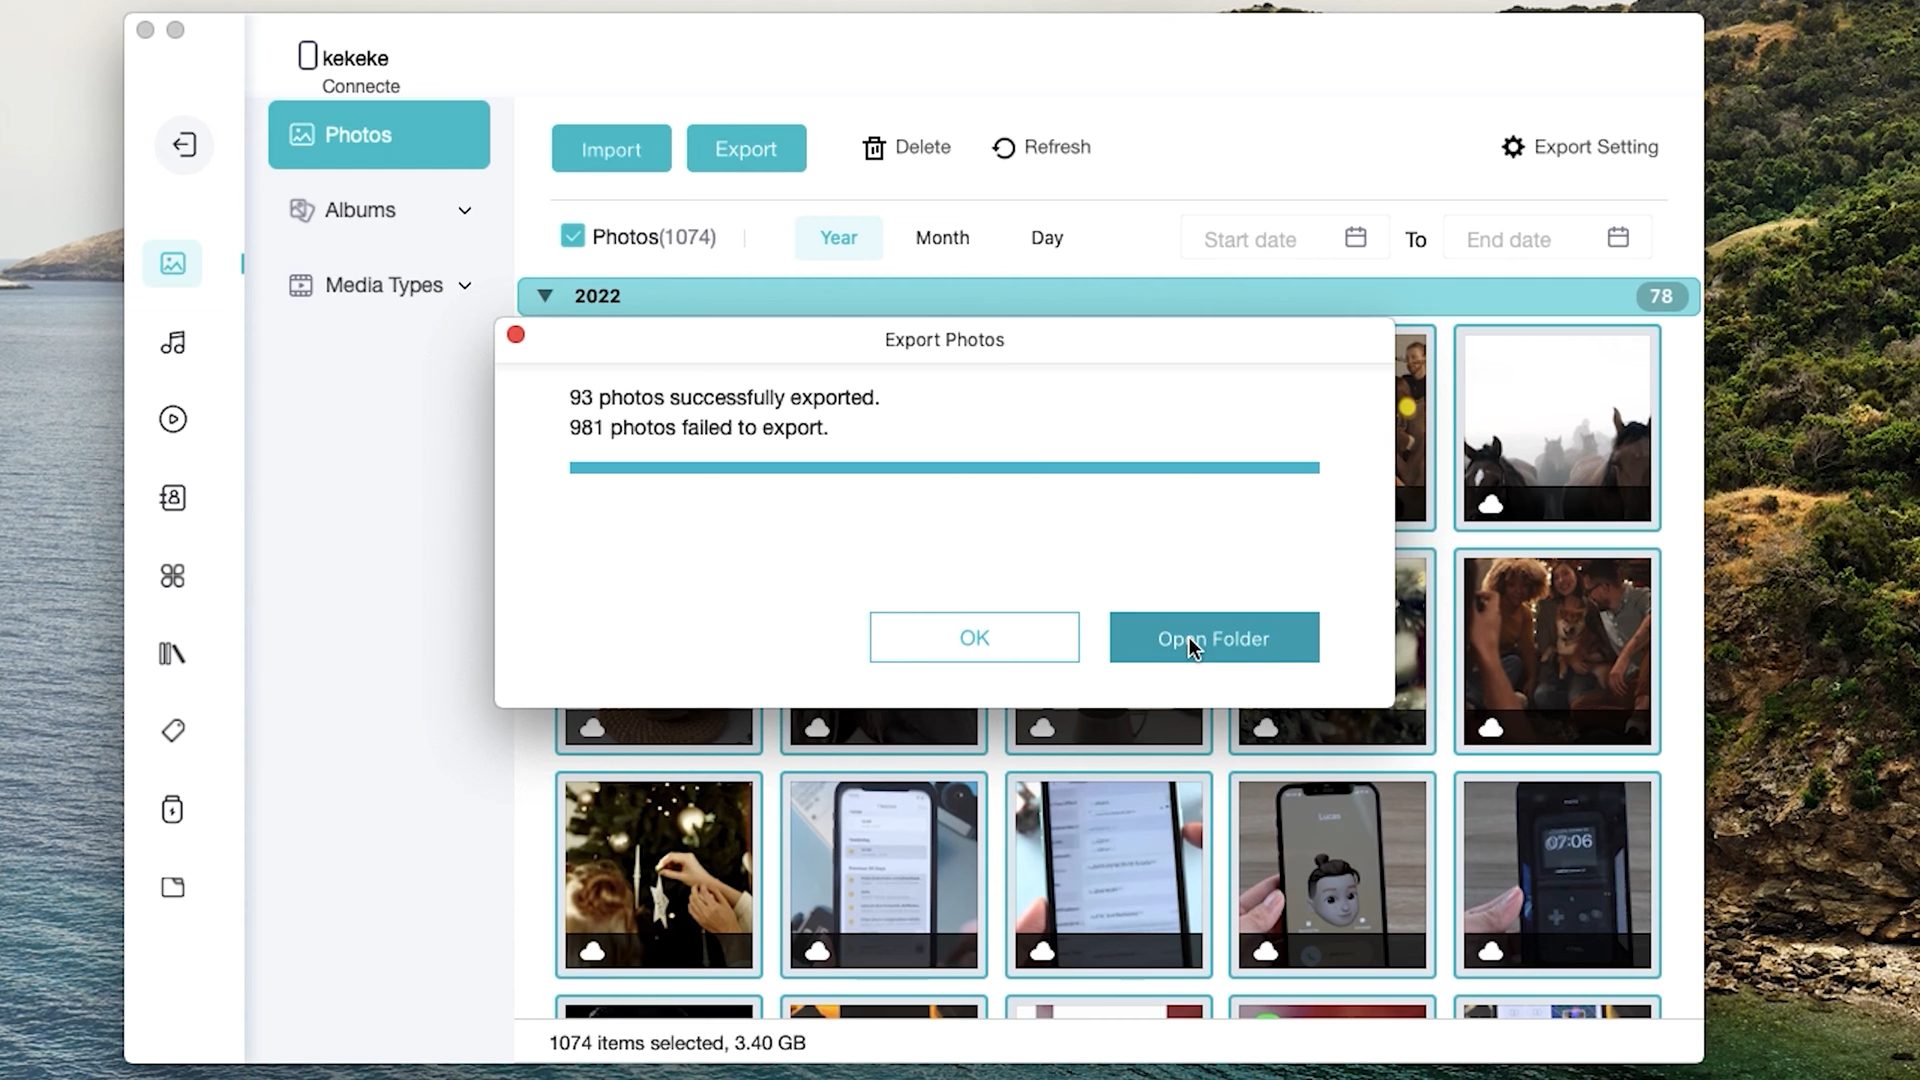 kekeke
Connecte
Photos
Albums
Media Types
Import
Export
Delete
Refresh
Export Setting
Photos(1074)
Year
Month
Day
Start date
To
End date
2022
78
Export Photos
93 photos successfully exported.
981 photos failed to export.
OK
Open Folder
Lucas
07:06
1074 items selected, 3.40 GB